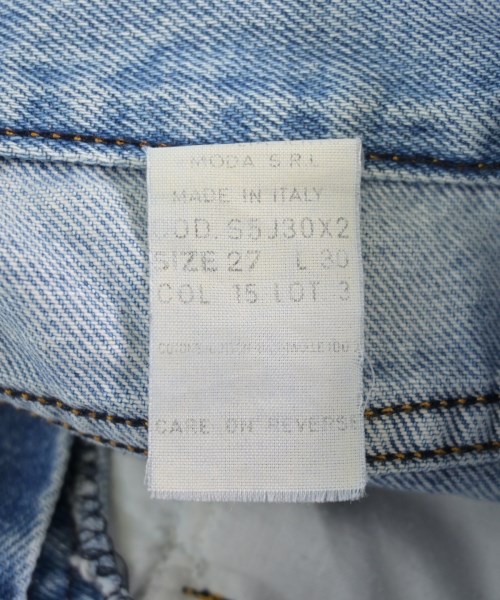 MODA S.R.L
MADE IN ITALY
COD. S5J30X2
SIZE 27 L 30
COL 15 LOT 3
CARE ON REVERSE